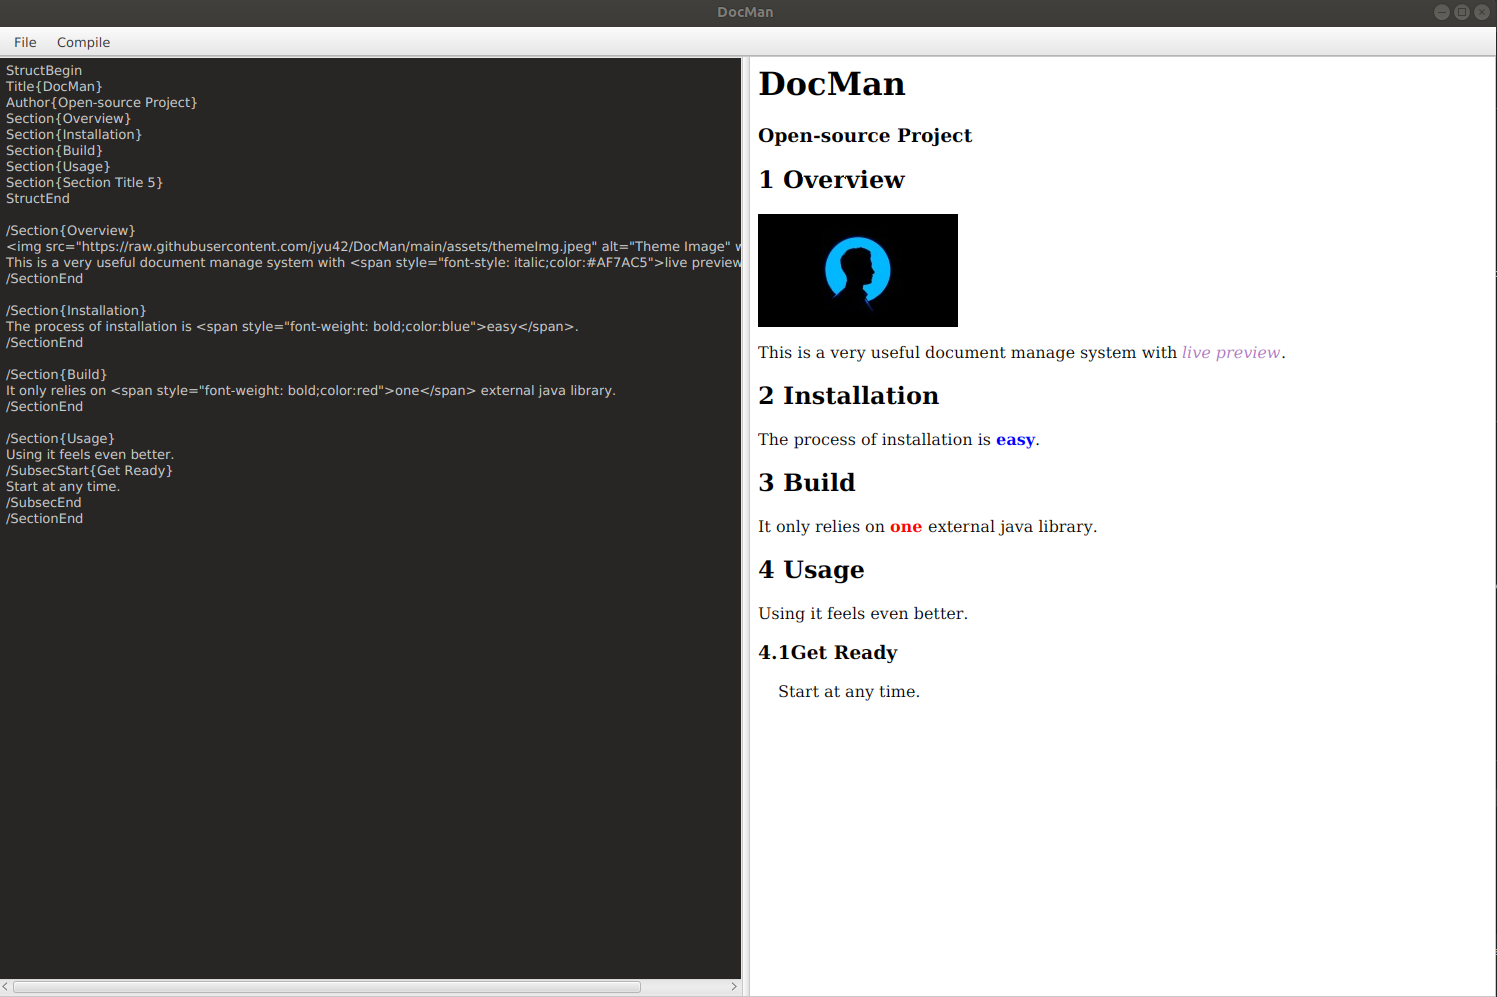 DocMan
File Compile
StructBegin
Title{DocMan}
Author{Open-source Project}
Section{Overview}
Section{Installation}
Section{Build}
Section{Usage}
Section{Section Title 5}
StructEnd
/Section{Overview}
<img src="https://raw.githubusercontent.com/jyu42/DocMan/main/assets/themeImg.jpeg" alt="Theme Image"
This is a very useful document manage system with <span style="font-style: italic;color:#AF7AC5">live preview
/SectionEnd
/Section{Installation}
The process of installation is <span style="font-weight: bold;color:blue">easy</span>.
/SectionEnd
/Section{Build}
It only relies on <span style="font-weight: bold;color:red">one</span> external java library.
/SectionEnd
/Section{Usage}
Using it feels even better.
/SubsecStart{Get Ready}
Start at any time.
/SubsecEnd
/SectionEnd
DocMan
Open-source Project
1 Overview
This is a very useful document manage system with live preview.
2 Installation
The process of installation is easy.
3 Build
It only relies on one external java library.
4 Usage
Using it feels even better.
4.1Get Ready
Start at any time.